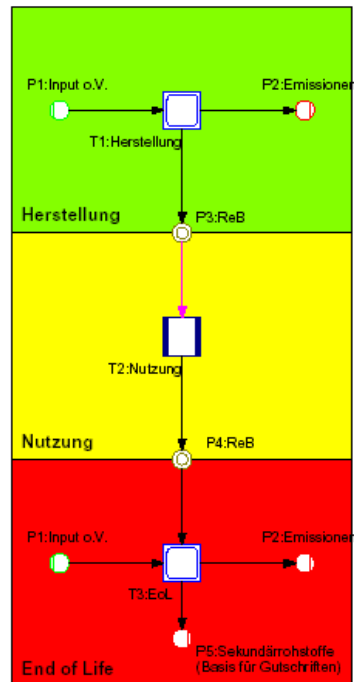 P1:Input o.V.
P2:Emissionen
T1:Herstellung
P3:ReB
Herstellung
T2:Nutzung
P4:ReB
Nutzung
P1:Input o.V.
P2:Emissionen
T3:EoL
P5:Sekundärrohstoffe
(Basis für Gutschriften)
End of Life